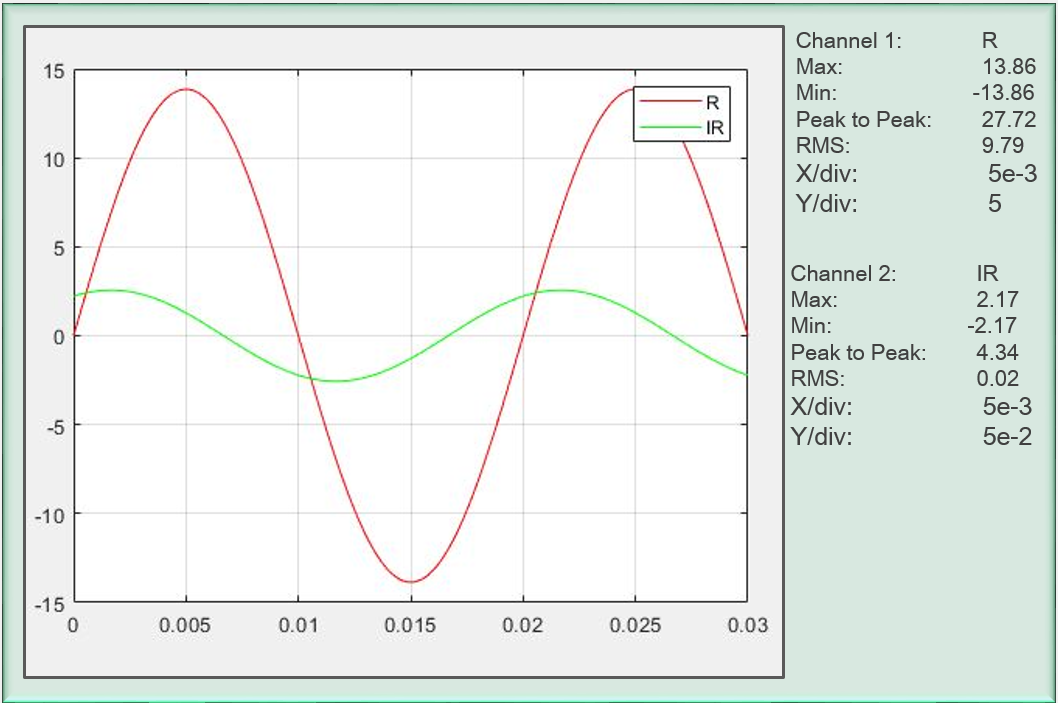 15
10
5
0
-5
-10
-15
0 0.005 0.01 0.015 0.02 0.025 0.03
R
IR
Channel 1: R
Max: 13.86
Min: -13.86
Peak to Peak: 27.72
RMS: 9.79
X/div: 5e-3
Y/div: 5
Channel 2: IR
Max: 2.17
Min: -2.17
Peak to Peak: 4.34
RMS: 0.02
X/div: 5e-3
Y/div: 5e-2